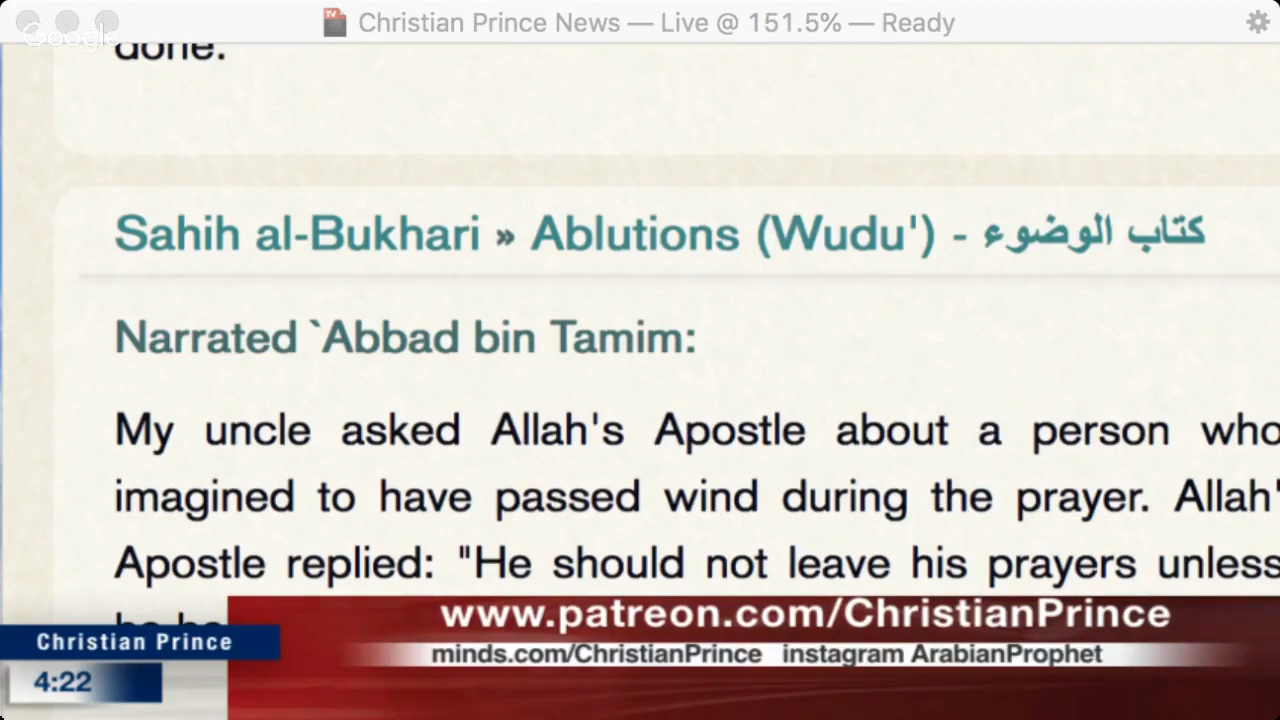 TV
Christian Prince News — Live @ 151.5% — Ready
Google
done.
Sahih al-Bukhari » Ablutions (Wudu') - كتاب الوضوء
Narrated `Abbad bin Tamim:
My uncle asked Allah's Apostle about a person who
imagined to have passed wind during the prayer. Allah'
Apostle replied: "He should not leave his prayers unless
www.patreon.com/ChristianPrince
Christian Prince
minds.com/ChristianPrince instagram ArabianProphet
4:22